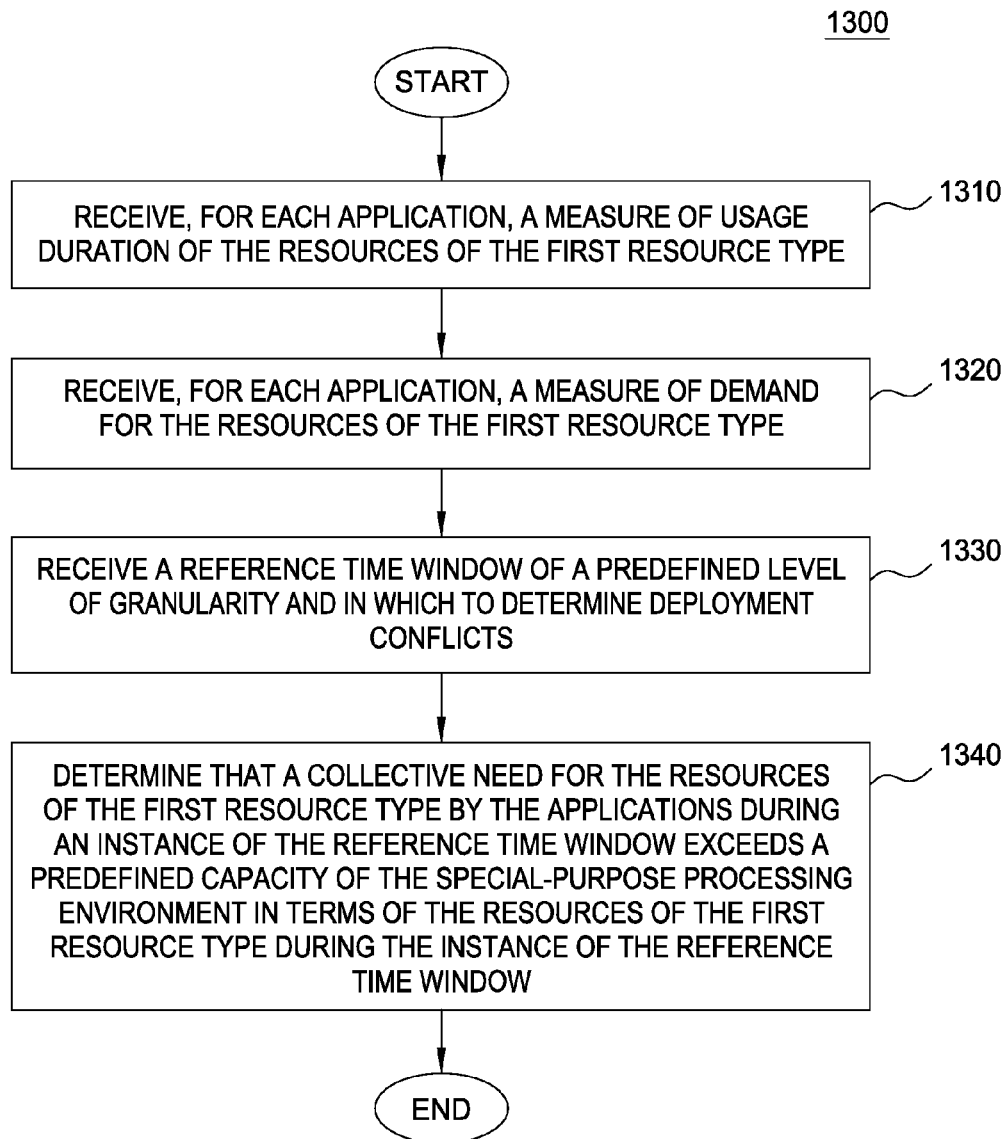 1300
START
RECEIVE, FOR EACH APPLICATION, A MEASURE OF USAGE
DURATION OF THE RESOURCES OF THE FIRST RESOURCE TYPE
1310
RECEIVE, FOR EACH APPLICATION, A MEASURE OF DEMAND
FOR THE RESOURCES OF THE FIRST RESOURCE TYPE
1320
RECEIVE A REFERENCE TIME WINDOW OF A PREDEFINED LEVEL
OF GRANULARITY AND IN WHICH TO DETERMINE DEPLOYMENT
CONFLICTS
1330
DETERMINE THAT A COLLECTIVE NEED FOR THE RESOURCES
OF THE FIRST RESOURCE TYPE BY THE APPLICATIONS DURING
AN INSTANCE OF THE REFERENCE TIME WINDOW EXCEEDS A
PREDEFINED CAPACITY OF THE SPECIAL-PURPOSE PROCESSING
ENVIRONMENT IN TERMS OF THE RESOURCES OF THE FIRST
RESOURCE TYPE DURING THE INSTANCE OF THE REFERENCE
TIME WINDOW
1340
END